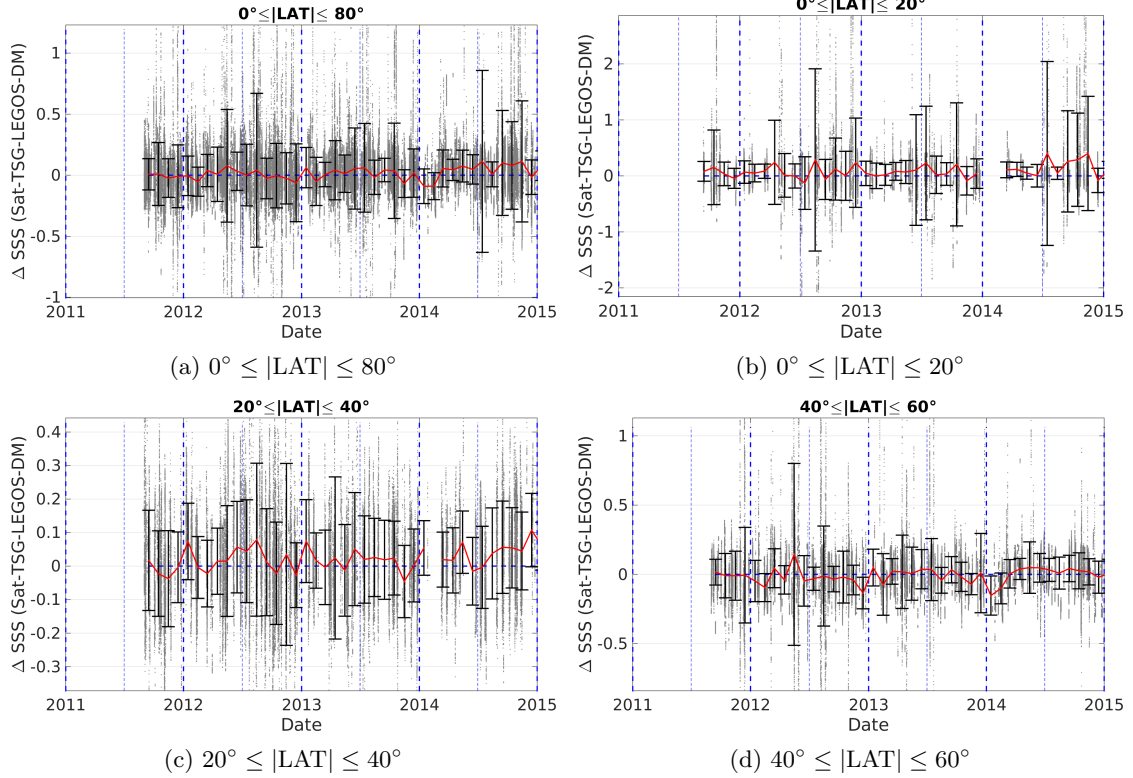 0°≤|LAT|≤ 80°
Δ SSS (Sat-TSG-LEGOS-DM)
1
0.5
0
-0.5
-1
2011 2012 2013 2014 2015
Date
(a) 0° ≤ |LAT| ≤ 80°
0°≤|LAT|≤ 20°
Δ SSS (Sat-TSG-LEGOS-DM)
2
1
0
-1
-2
2011 2012 2013 2014 2015
Date
(b) 0° ≤ |LAT| ≤ 20°
20°≤|LAT|≤ 40°
Δ SSS (Sat-TSG-LEGOS-DM)
0.4
0.3
0.2
0.1
0
-0.1
-0.2
-0.3
2011 2012 2013 2014 2015
Date
(c) 20° ≤ |LAT| ≤ 40°
40°≤|LAT|≤ 60°
Δ SSS (Sat-TSG-LEGOS-DM)
1
0.5
0
-0.5
2011 2012 2013 2014 2015
Date
(d) 40° ≤ |LAT| ≤ 60°